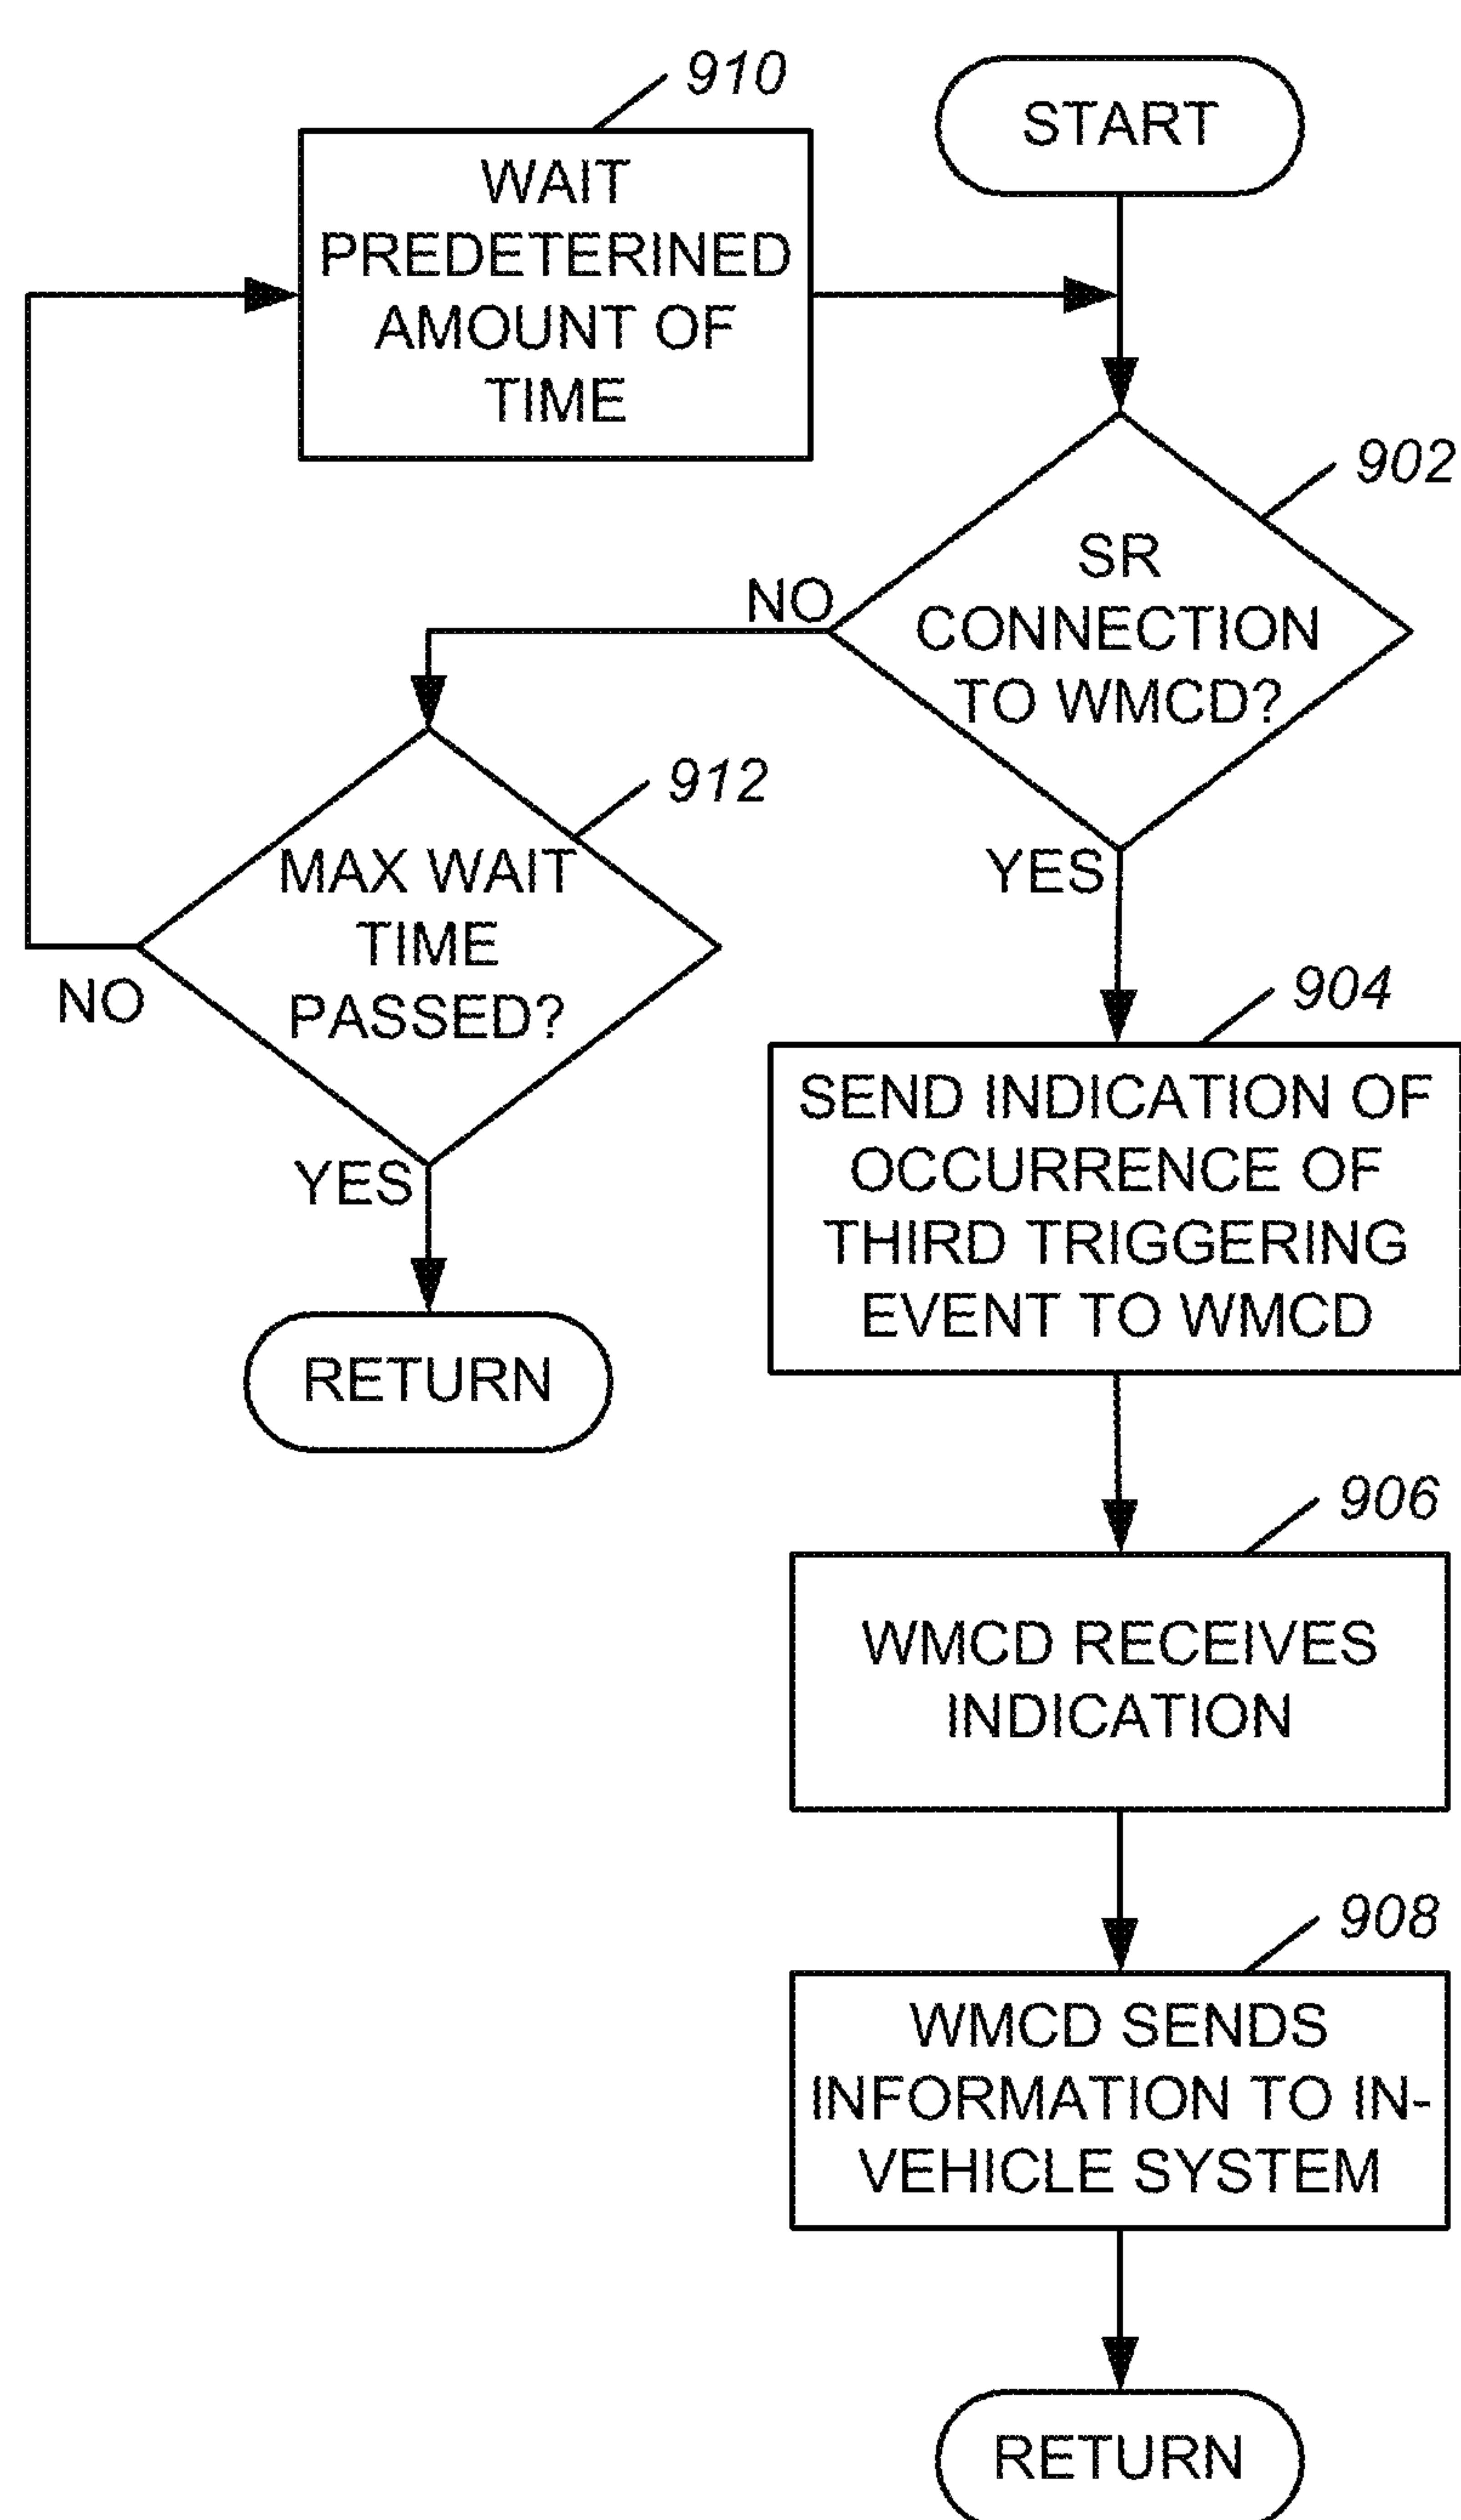 910
START
WAIT
PREDETERINED
AMOUNT OF
TIME
902
SR
CONNECTION
TO WMCD?
NO
912
MAX WAIT
TIME
PASSED?
NO
YES
YES
904
SEND INDICATION OF
OCCURRENCE OF
THIRD TRIGGERING
EVENT TO WMCD
RETURN
906
WMCD RECEIVES
INDICATION
908
WMCD SENDS
INFORMATION TO IN-
VEHICLE SYSTEM
RETURN